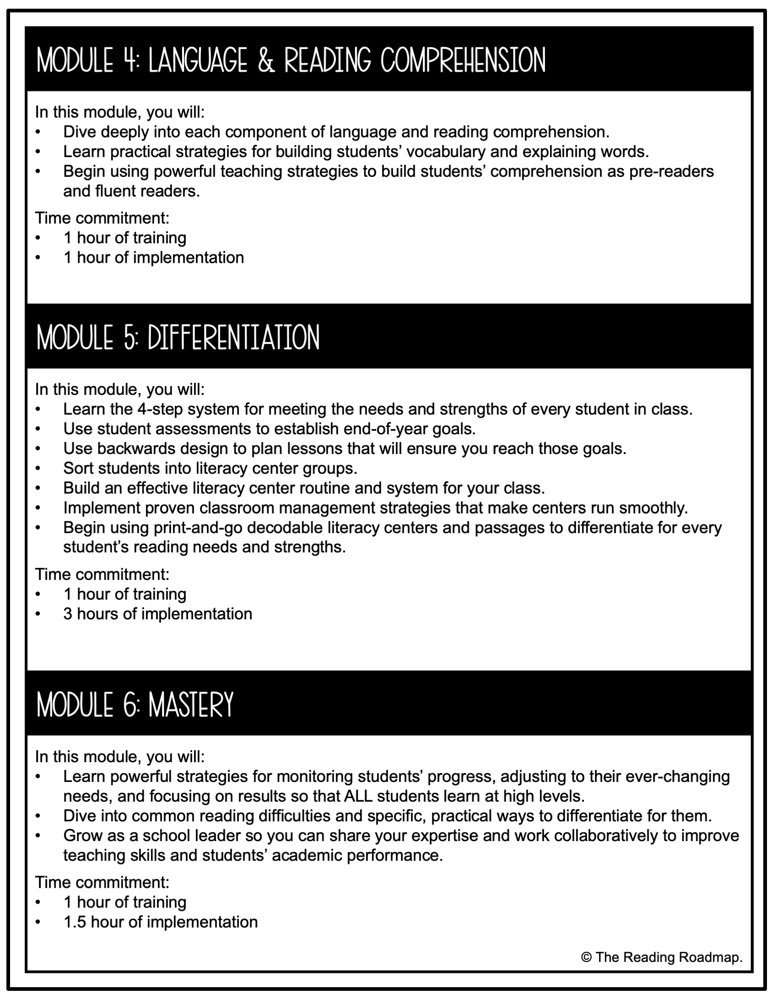 MODULE 4: LANGUAGE & READING COMPREHENSION
In this module, you will:
• Dive deeply into each component of language and reading comprehension.
• Learn practical strategies for building students’ vocabulary and explaining words.
• Begin using powerful teaching strategies to build students’ comprehension as pre-readers
and fluent readers.
Time commitment:
• 1 hour of training
• 1 hour of implementation
MODULE 5: DIFFERENTIATION
In this module, you will:
• Learn the 4-step system for meeting the needs and strengths of every student in class.
• Use student assessments to establish end-of-year goals.
• Use backwards design to plan lessons that will ensure you reach those goals.
• Sort students into literacy center groups.
• Build an effective literacy center routine and system for your class.
• Implement proven classroom management strategies that make centers run smoothly.
• Begin using print-and-go decodable literacy centers and passages to differentiate for every
student’s reading needs and strengths.
Time commitment:
• 1 hour of training
• 3 hours of implementation
MODULE 6: MASTERY
In this module, you will:
• Learn powerful strategies for monitoring students’ progress, adjusting to their ever-changing
needs, and focusing on results so that ALL students learn at high levels.
• Dive into common reading difficulties and specific, practical ways to differentiate for them.
• Grow as a school leader so you can share your expertise and work collaboratively to improve
teaching skills and students’ academic performance.
Time commitment:
• 1 hour of training
• 1.5 hour of implementation
© The Reading Roadmap.